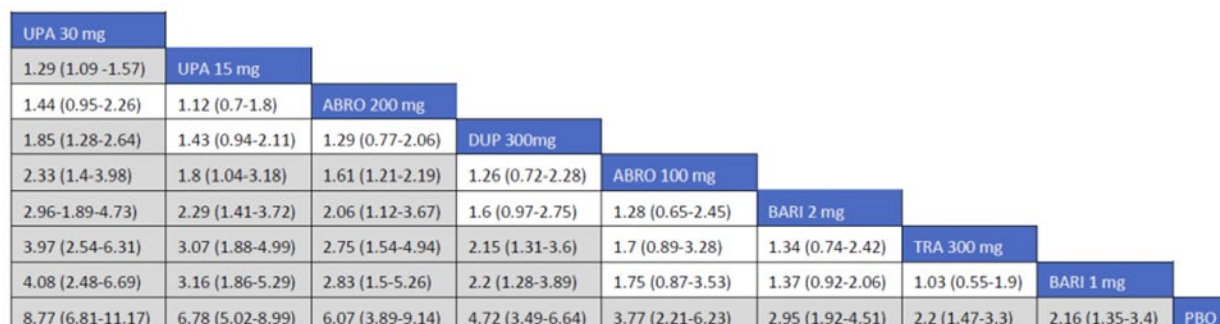 UPA 30 mg
1.29 (1.09 -1.57) UPA 15 mg
1.44 (0.95-2.26) 1.12 (0.7-1.8) ABRO 200 mg
1.85 (1.28-2.64) 1.43 (0.94-2.11) 1.29 (0.77-2.06) DUP 300mg
2.33 (1.4-3.98) 1.8 (1.04-3.18) 1.61 (1.21-2.19) 1.26 (0.72-2.28) ABRO 100 mg
2.96-1.89-4.73) 2.29 (1.41-3.72) 2.06 (1.12-3.67) 1.6 (0.97-2.75) 1.28 (0.65-2.45) BARI 2 mg
3.97 (2.54-6.31) 3.07 (1.88-4.99) 2.75 (1.54-4.94) 2.15 (1.31-3.6) 1.7 (0.89-3.28) 1.34 (0.74-2.42) TRA 300 mg
4.08 (2.48-6.69) 3.16 (1.86-5.29) 2.83 (1.5-5.26) 2.2 (1.28-3.89) 1.75 (0.87-3.53) 1.37 (0.92-2.06) 1.03 (0.55-1.9) BARI 1 mg
8.77 (6.81-11.17) 6.78 (5.02-8.99) 6.07 (3.89-9.14) 4.72 (3.49-6.64) 3.77 (2.21-6.23) 2.95 (1.92-4.51) 2.2 (1.47-3.3) 2.16 (1.35-3.4) PBO